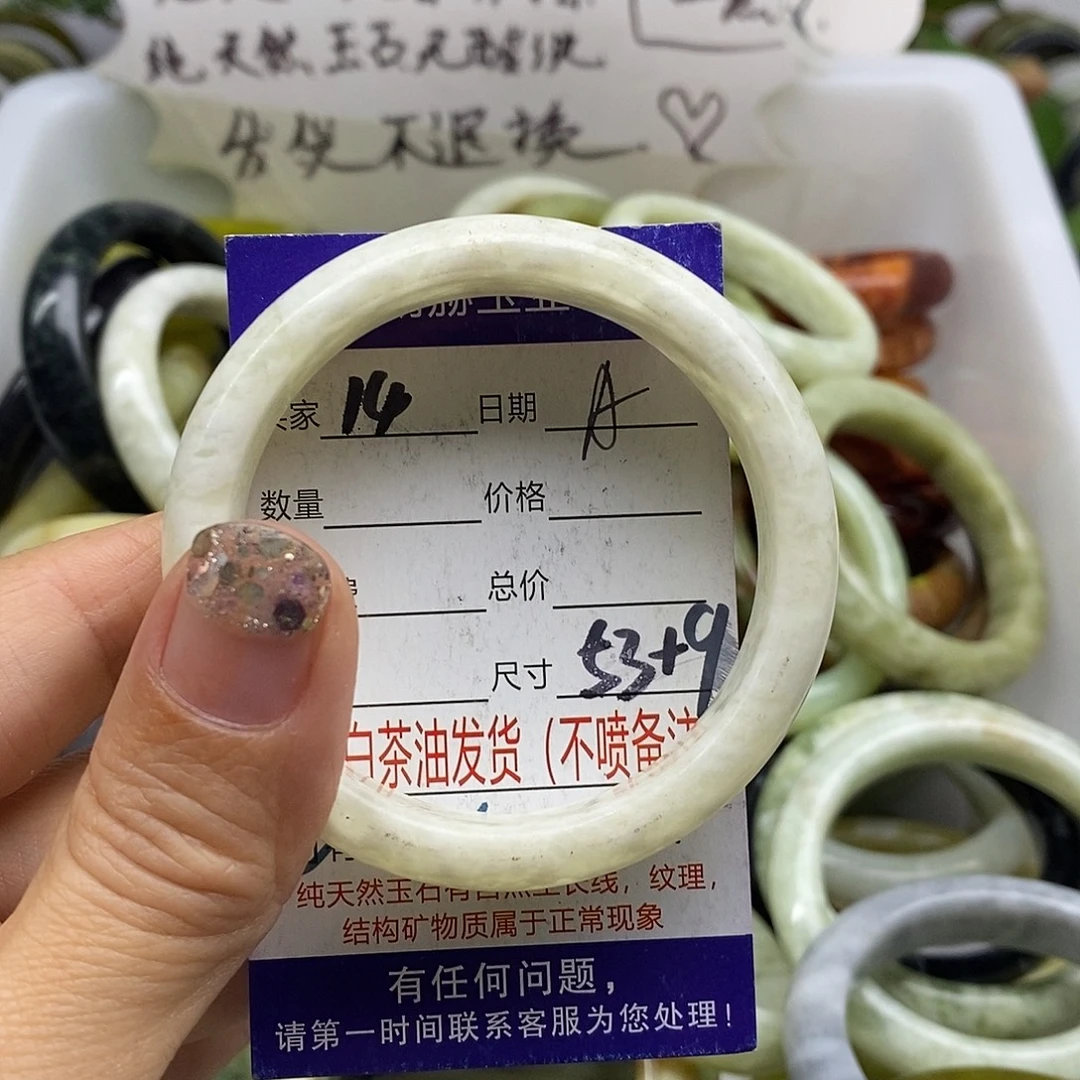 纯天然玉石无酸洗
售出不退换
家 14 日期 A
数量 价格
总价
尺寸 53+9
白茶油发货（不喷备注
纯天然玉石有自然生长线，纹理，
结构矿物质属于正常现象
有任何问题，
请第一时间联系客服为您处理！